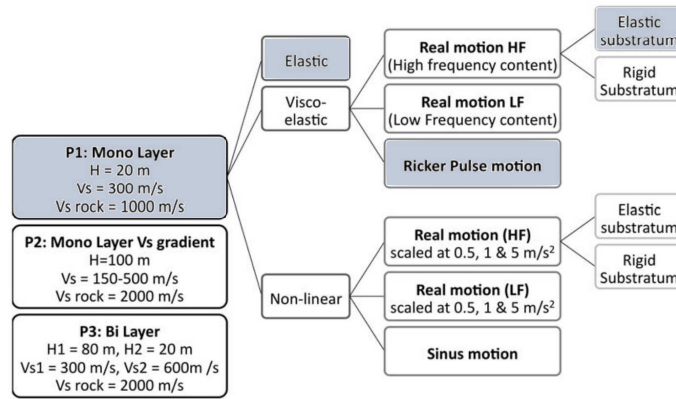 P1: Mono Layer
H = 20 m
Vs = 300 m/s
Vs rock = 1000 m/s
P2: Mono Layer Vs gradient
H=100 m
Vs = 150-500 m/s
Vs rock = 2000 m/s
P3: Bi Layer
H1 = 80 m, H2 = 20 m
Vs1 = 300 m/s, Vs2 = 600m /s
Vs rock = 2000 m/s
Elastic
Visco-
elastic
Non-linear
Real motion HF
(High frequency content)
Real motion LF
(Low Frequency content)
Ricker Pulse motion
Real motion (HF)
scaled at 0.5, 1 & 5 m/s²
Real motion (LF)
scaled at 0.5, 1 & 5 m/s²
Sinus motion
Elastic
substratum
Rigid
Substratum
Elastic
substratum
Rigid
Substratum